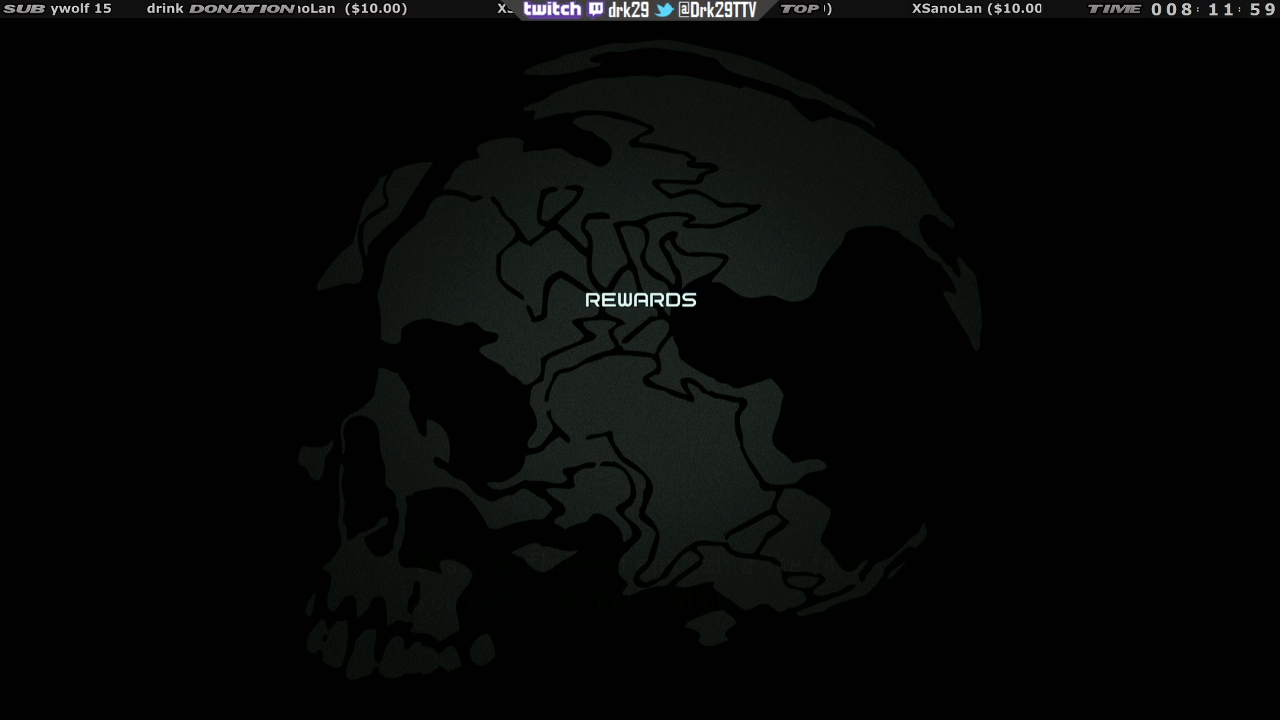 SUB ywolf 15 drink DONATION noLan ($10.00) twitch drk29 @Drk29TTV TOP ) XSanoLan ($10.00 TIME 008:11:59
REWARDS